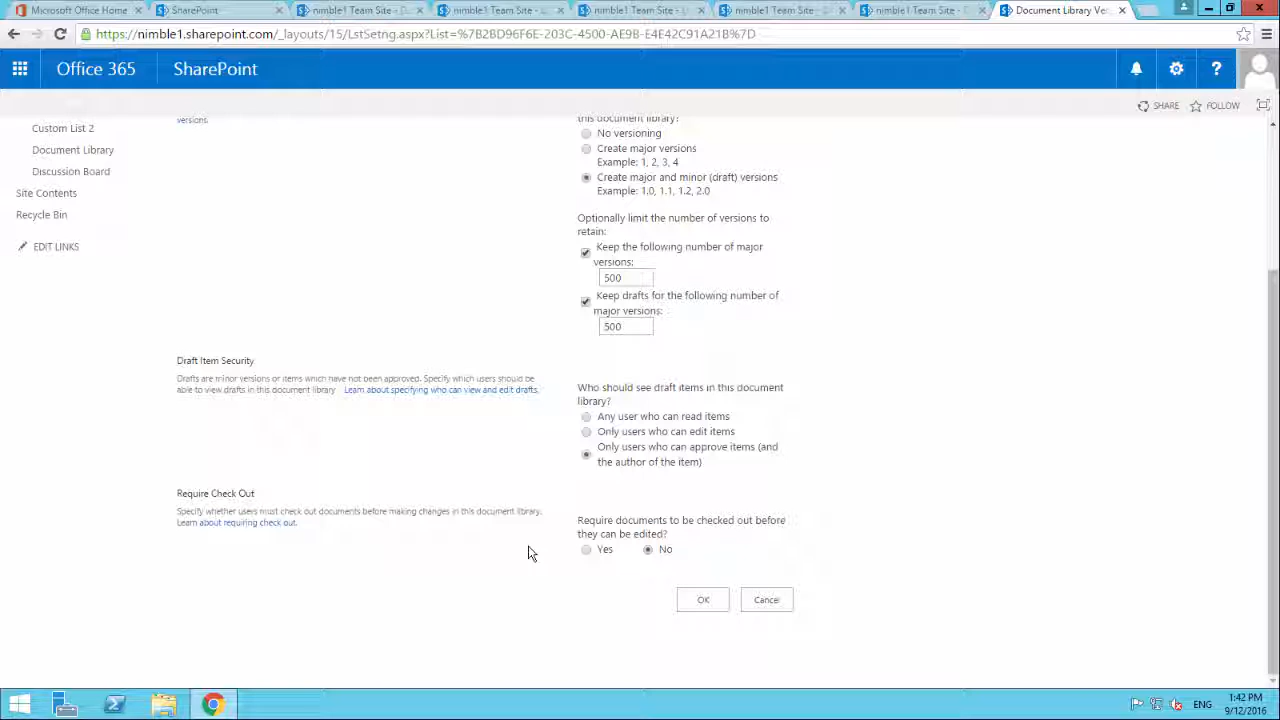 Microsoft Office Home
SharePoint
nimble1 Team Site - D
nimble1 Team Site -
nimble1 Team Site - U
nimble1 Team Site -
nimble1 Team Site -
Document Library Ver
https://nimble1.sharepoint.com/_layouts/15/LstSetng.aspx?List=%7B2BD96F6E-203C-4500-AE9B-E4E42C91A21B%7D
Office 365
SharePoint
?
SHARE
FOLLOW
versions.
this document library?
Custom List 2
No versioning
Document Library
Create major versions
Example: 1, 2, 3, 4
Discussion Board
Create major and minor (draft) versions
Example: 1.0, 1.1, 1.2, 2.0
Site Contents
Recycle Bin
EDIT LINKS
Optionally limit the number of versions to
retain:
Keep the following number of major
versions:
500
Keep drafts for the following number of
major versions:
500
Draft Item Security
Drafts are minor versions or items which have not been approved. Specify which users should be
able to view drafts in this document library. Learn about specifying who can view and edit drafts.
Who should see draft items in this document
library?
Any user who can read items
Only users who can edit items
Only users who can approve items (and
the author of the item)
Require Check Out
Specify whether users must check out documents before making changes in this document library.
Learn about requiring check out.
Require documents to be checked out before
they can be edited?
Yes
No
OK
Cancel
ENG
1:42 PM
9/12/2016